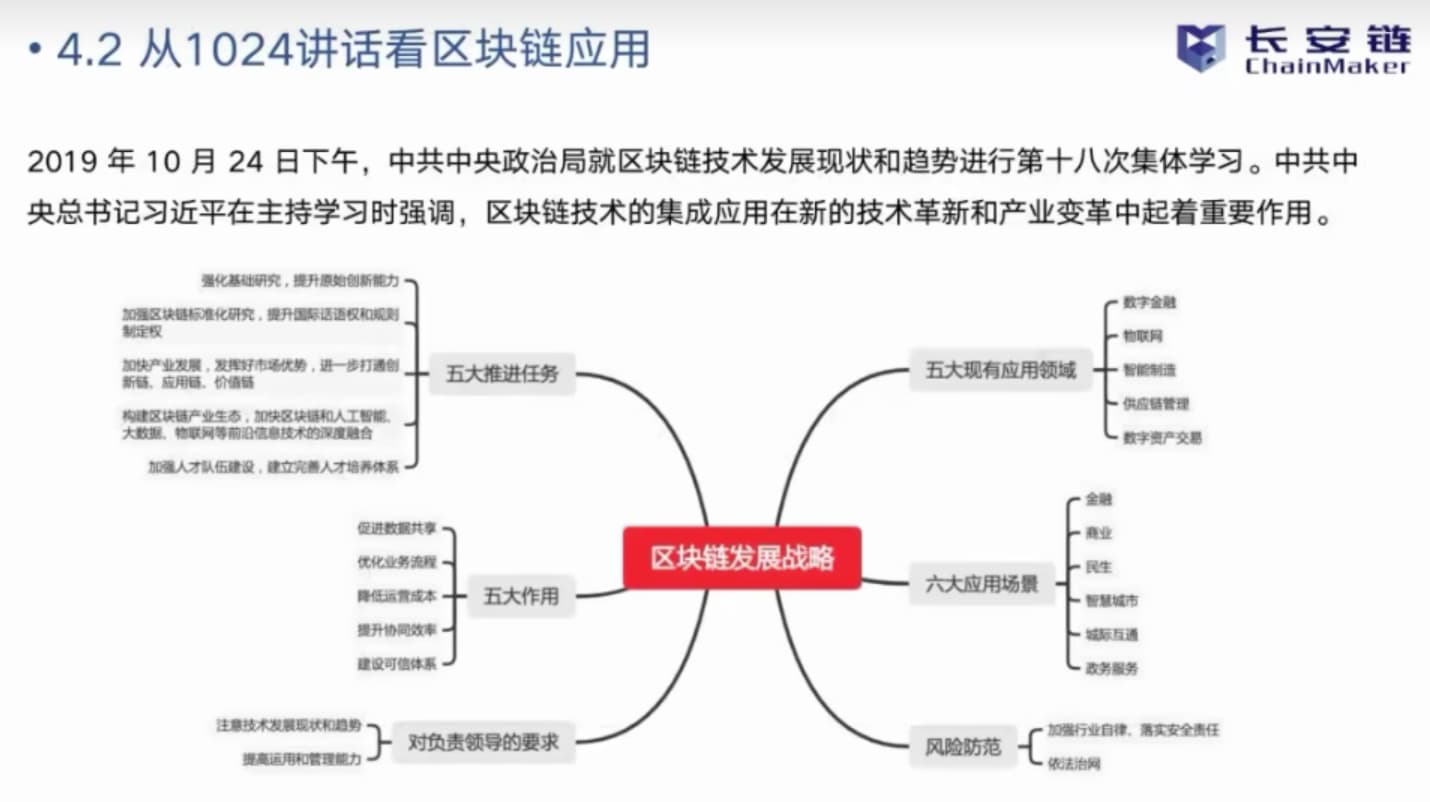 • 4.2 从1024讲话看区块链应用
长安链
ChainMaker
2019 年 10 月 24 日下午，中共中央政治局就区块链技术发展现状和趋势进行第十八次集体学习。中共中
央总书记习近平在主持学习时强调，区块链技术的集成应用在新的技术革新和产业变革中起着重要作用。
强化基础研究，提升原始创新能力
加强区块链标准化研究，提升国际话语权和规则
制定权
加快产业发展，发挥好市场优势，进一步打通创
新链、应用链、价值链
构建区块链产业生态，加快区块链和人工智能、
大数据、物联网等前沿信息技术的深度融合
加强人才队伍建设，建立完善人才培养体系
五大推进任务
促进数据共享
优化业务流程
降低运营成本
提升协同效率
建设可信体系
五大作用
注意技术发展现状和趋势
提高运用和管理能力
对负责领导的要求
区块链发展战略
五大现有应用领域
数字金融
物联网
智能制造
供应链管理
数字资产交易
六大应用场景
金融
商业
民生
智慧城市
城际互通
政务服务
风险防范
加强行业自律、落实安全责任
依法治网